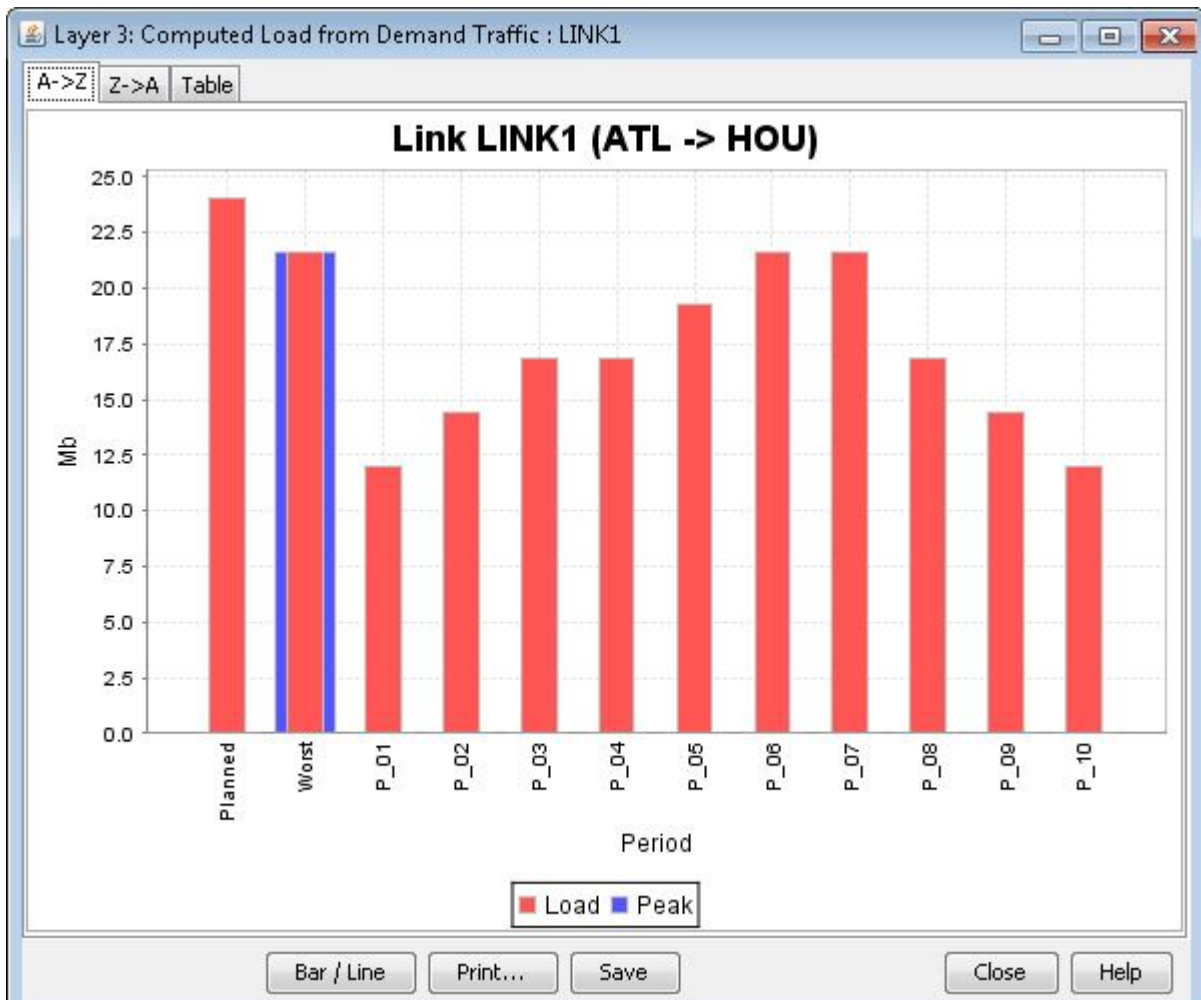 Layer 3: Computed Load from Demand Traffic : LINK1
A->Z Z->A Table
Link LINK1 (ATL -> HOU)
25.0
22.5
20.0
17.5
15.0
12.5
10.0
7.5
5.0
2.5
0.0
Mb
Planned
Worst
P_01
P_02
P_03
P_04
P_05
P_06
P_07
P_08
P_09
P_10
Period
Load Peak
Bar / Line Print... Save Close Help